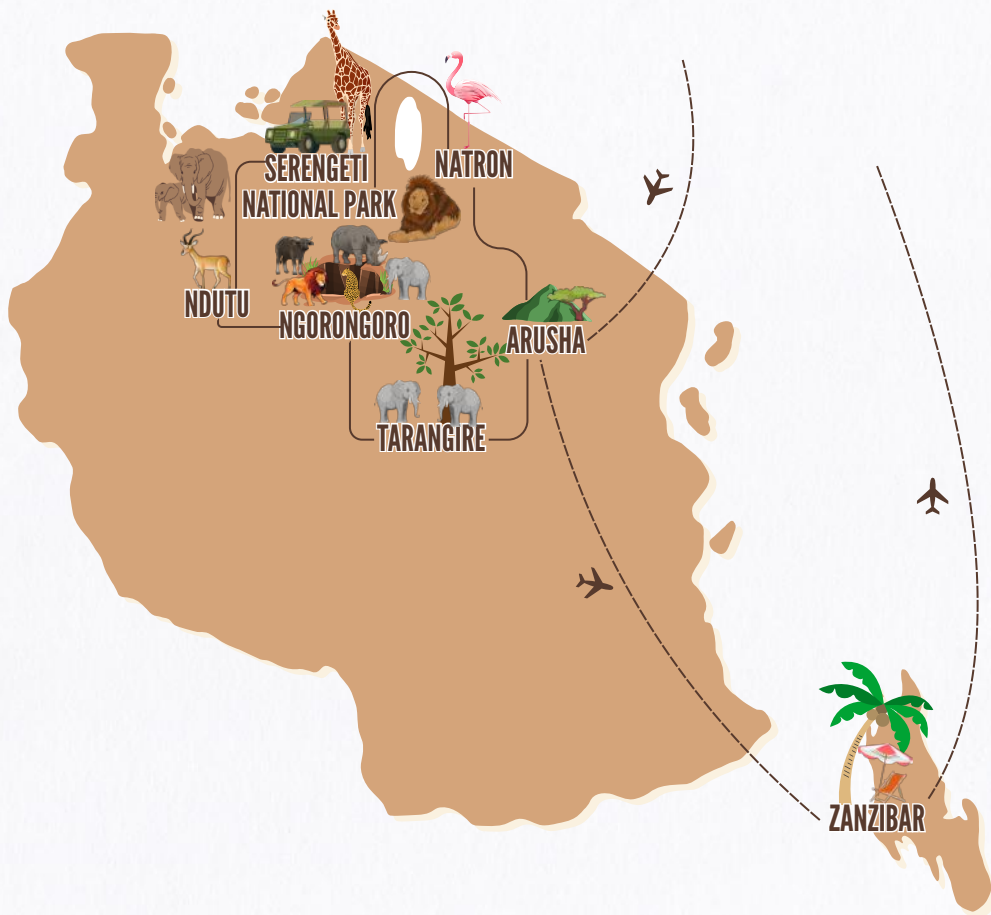 SERENGETI
NATIONAL PARK
NATRON
NDUTU
NGORONGORO
ARUSHA
TARANGIRE
ZANZIBAR